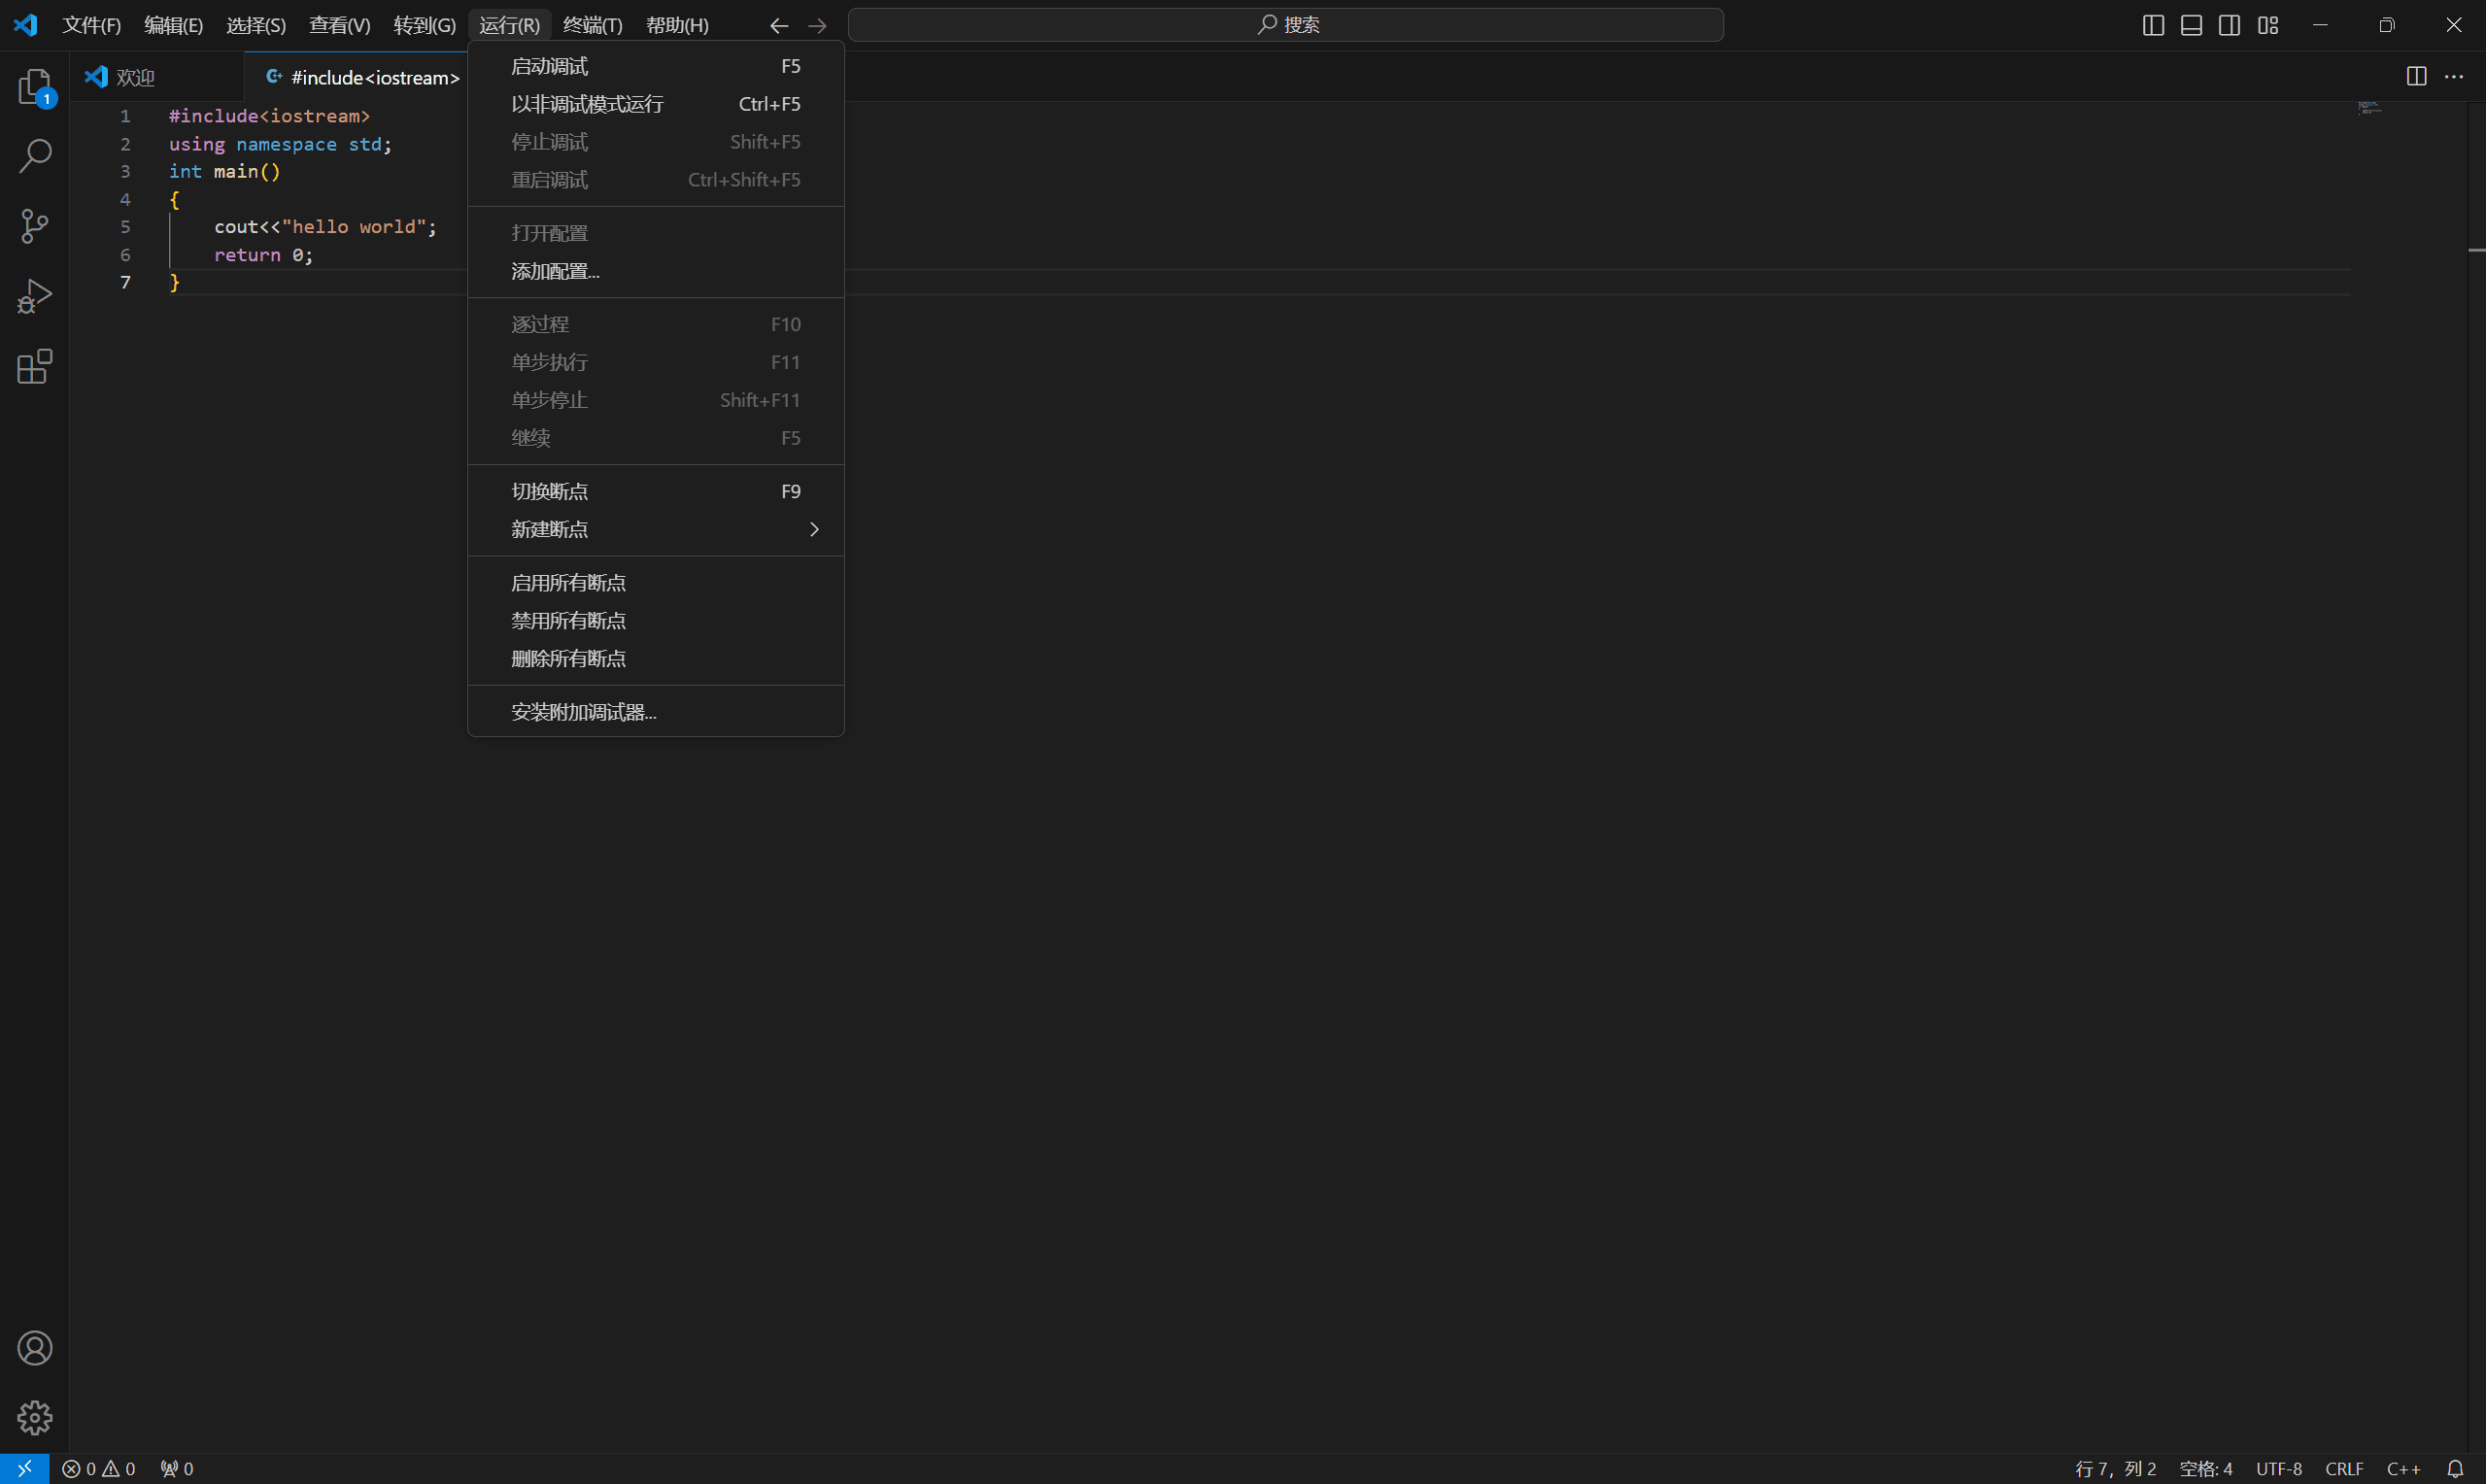 文件(F) 编辑(E) 选择(S) 查看(V) 转到(G) 运行(R) 终端(T) 帮助(H) 搜索
欢迎 #include<iostream>
1
1 #include<iostream>
2 using namespace std;
3 int main()
4 {
5 cout<<"hello world";
6 return 0;
7 }
启动调试 F5
以非调试模式运行 Ctrl+F5
停止调试 Shift+F5
重启调试 Ctrl+Shift+F5
打开配置
添加配置...
逐过程 F10
单步执行 F11
单步停止 Shift+F11
继续 F5
切换断点 F9
新建断点
启用所有断点
禁用所有断点
删除所有断点
安装附加调试器...
0 0 0 行 7，列 2 空格: 4 UTF-8 CRLF C++